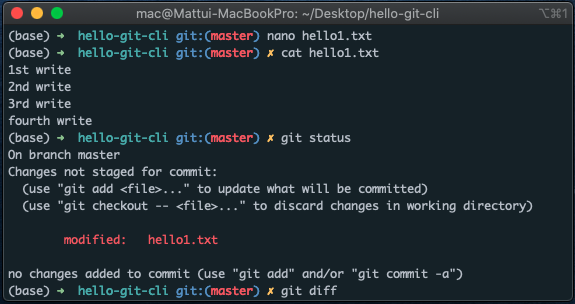 mac@Mattui-MacBookPro: ~/Desktop/hello-git-cli ⌥⌘1
(base) ➜ hello-git-cli git:(master) nano hello1.txt
(base) ➜ hello-git-cli git:(master) ✗ cat hello1.txt
1st write
2nd write
3rd write
fourth write
(base) ➜ hello-git-cli git:(master) ✗ git status
On branch master
Changes not staged for commit:
  (use "git add <file>..." to update what will be committed)
  (use "git checkout -- <file>..." to discard changes in working directory)
modified: hello1.txt
no changes added to commit (use "git add" and/or "git commit -a")
(base) ➜ hello-git-cli git:(master) ✗ git diff